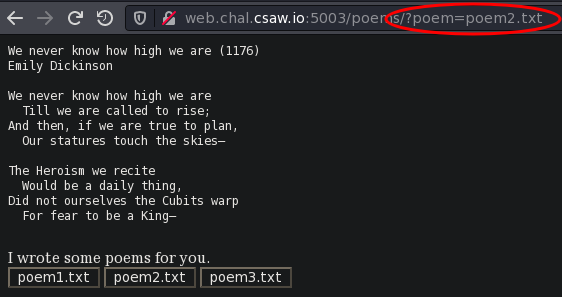 web.chal.csaw.io:5003/poems/?poem=poem2.txt
We never know how high we are (1176)
Emily Dickinson
We never know how high we are
Till we are called to rise;
And then, if we are true to plan,
Our statures touch the skies—
The Heroism we recite
Would be a daily thing,
Did not ourselves the Cubits warp
For fear to be a King—
I wrote some poems for you.
poem1.txt poem2.txt poem3.txt